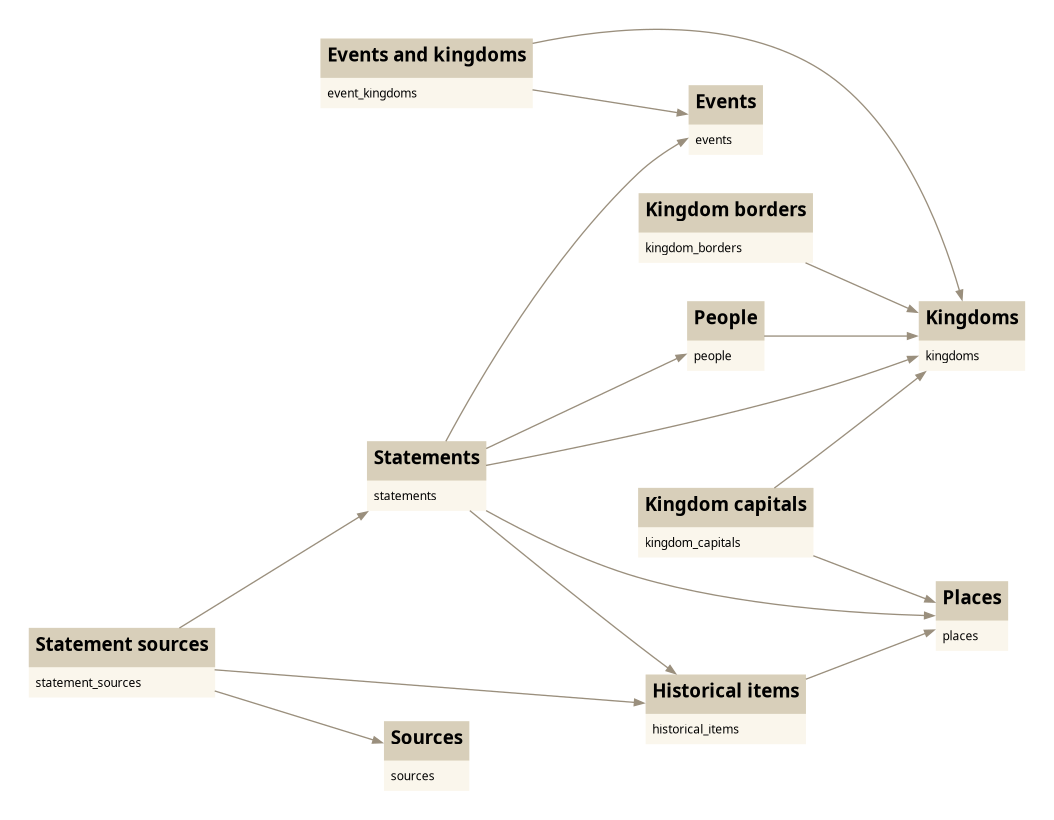 Events and kingdoms
event_kingdoms
Events
events
Kingdom borders
kingdom_borders
People
people
Kingdoms
kingdoms
Statements
statements
Kingdom capitals
kingdom_capitals
Places
places
Statement sources
statement_sources
Historical items
historical_items
Sources
sources